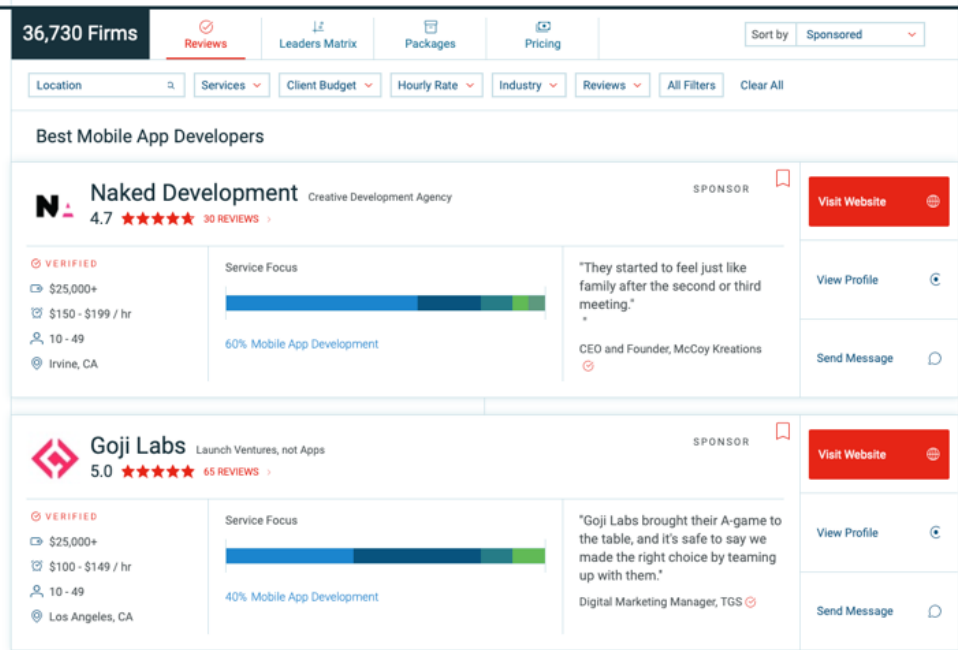 36,730 Firms
Reviews
Leaders Matrix
Packages
Pricing
Sort by Sponsored
Location
Services
Client Budget
Hourly Rate
Industry
Reviews
All Filters
Clear All
Best Mobile App Developers
N
Naked Development Creative Development Agency
4.7 30 REVIEWS
SPONSOR
Visit Website
VERIFIED
$25,000+
$150 - $199 / hr
10 - 49
Irvine, CA
Service Focus
60% Mobile App Development
"They started to feel just like
family after the second or third
meeting."
"
CEO and Founder, McCoy Kreations
View Profile
Send Message
Goji Labs Launch Ventures, not Apps
5.0 65 REVIEWS
SPONSOR
Visit Website
VERIFIED
$25,000+
$100 - $149 / hr
10 - 49
Los Angeles, CA
Service Focus
40% Mobile App Development
"Goji Labs brought their A-game to
the table, and it's safe to say we
made the right choice by teaming
up with them."
Digital Marketing Manager, TGS
View Profile
Send Message